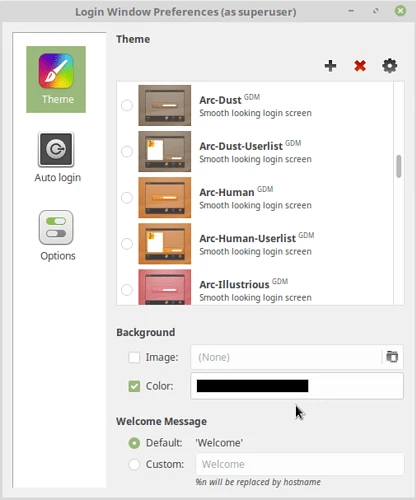 Login Window Preferences (as superuser)
Theme
Auto login
Options
Theme
Arc-Dust GDM
Smooth looking login screen
Arc-Dust-Userlist GDM
Smooth looking login screen
Arc-Human GDM
Smooth looking login screen
Arc-Human-Userlist GDM
Smooth looking login screen
Arc-Illustrious GDM
Smooth looking login screen
Background
Image: (None)
Color:
Welcome Message
Default: 'Welcome'
Custom: Welcome
%n will be replaced by hostname